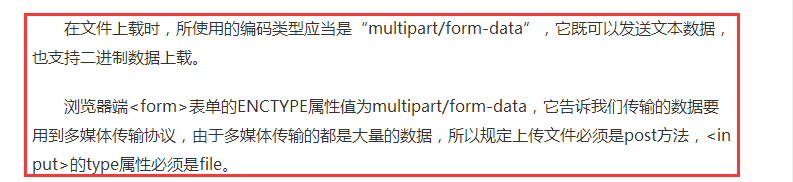 在文件上载时，所使用的编码类型应当是“multipart/form-data”，它既可以发送文本数据，
也支持二进制数据上载。
浏览器端<form>表单的ENCTYPE属性值为multipart/form-data，它告诉我们传输的数据要
用到多媒体传输协议，由于多媒体传输的都是大量的数据，所以规定上传文件必须是post方法，<in
put>的type属性必须是file。